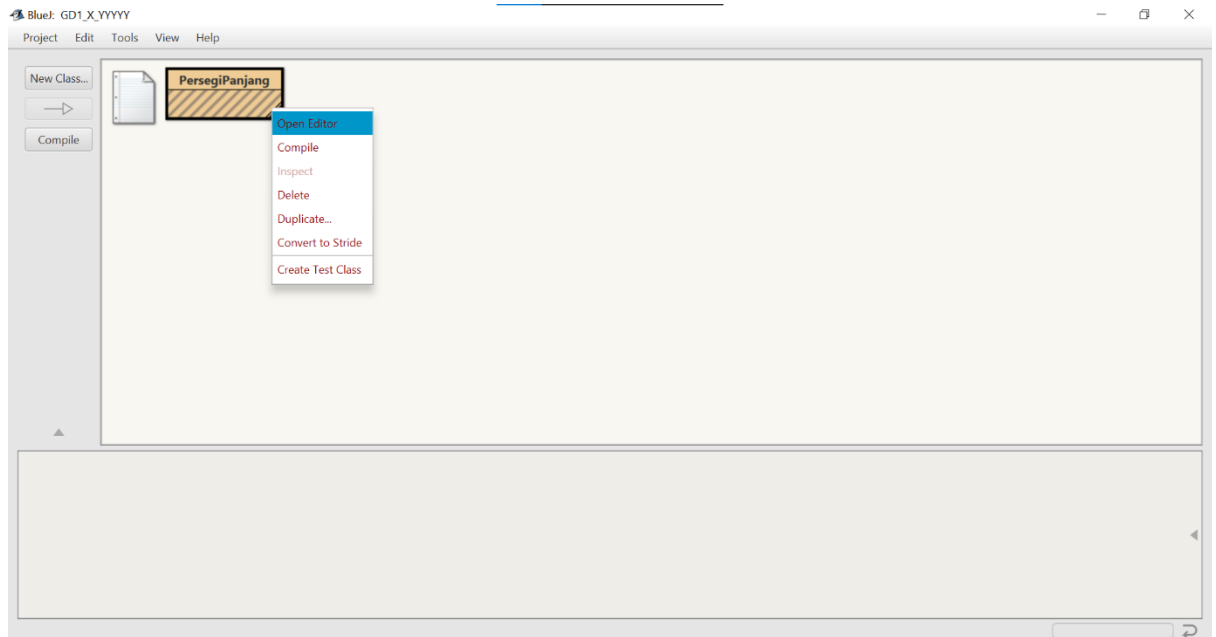 BlueJ: GD1_X_YYYYY
Project Edit Tools View Help
New Class...
Compile
PersegiPanjang
Open Editor
Compile
Inspect
Delete
Duplicate...
Convert to Stride
Create Test Class